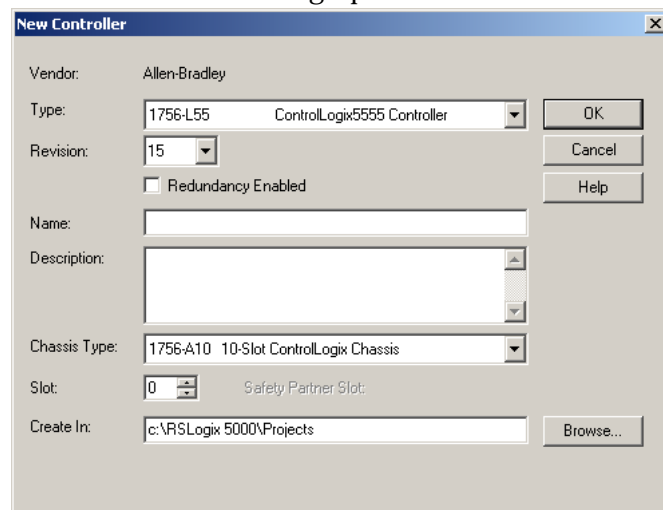 New Controller
Vendor: Allen-Bradley
Type: 1756-L55 ControlLogix5555 Controller OK
Revision: 15 Cancel
Redundancy Enabled Help
Name:
Description:
Chassis Type: 1756-A10 10-Slot ControlLogix Chassis
Slot: 0 Safety Partner Slot:
Create In: c:\RSLogix 5000\Projects Browse...